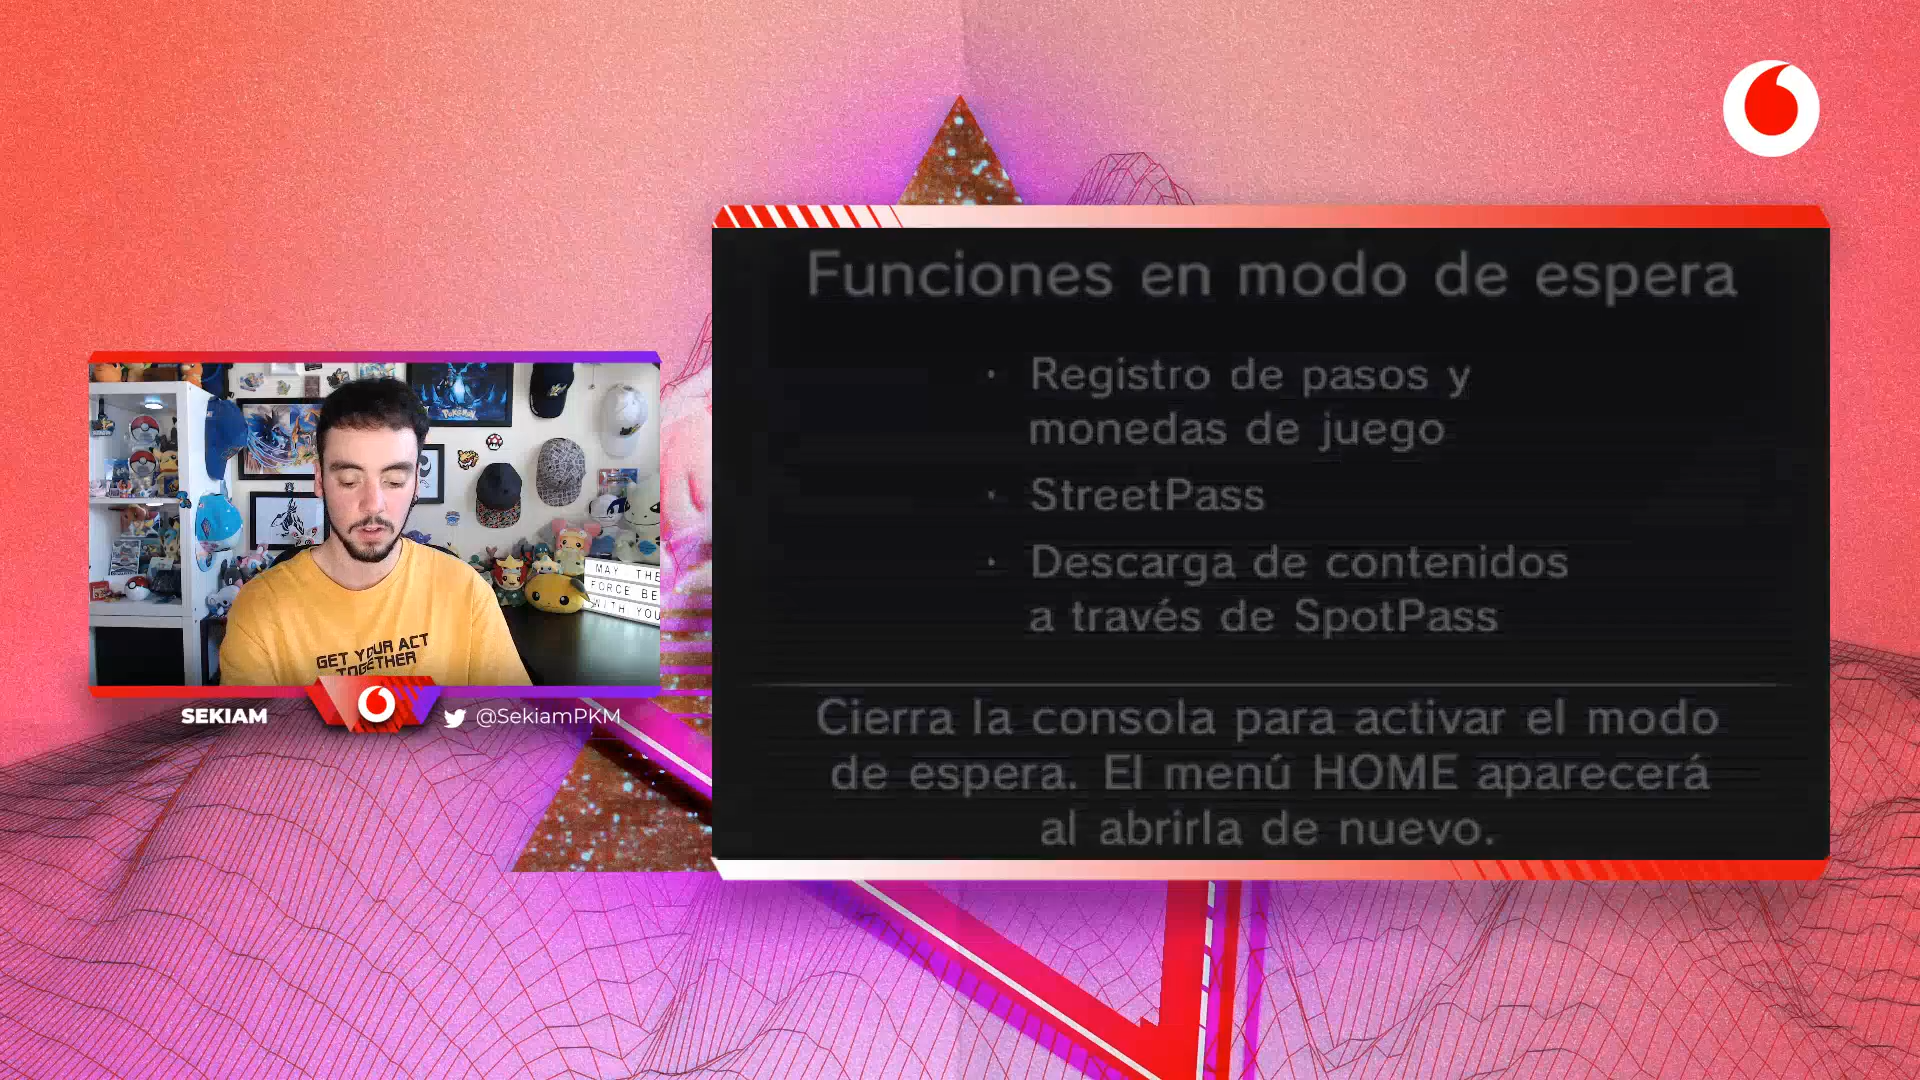 Funciones en modo de espera
· Registro de pasos y
monedas de juego
· StreetPass
· Descarga de contenidos
a través de SpotPass
Cierra la consola para activar el modo
de espera. El menú HOME aparecerá
al abrirla de nuevo.
POKéMON
MAY THE
FORCE BE
WITH YOU
GET YOUR ACT
TOGETHER
SEKIAM
@SekiamPKM